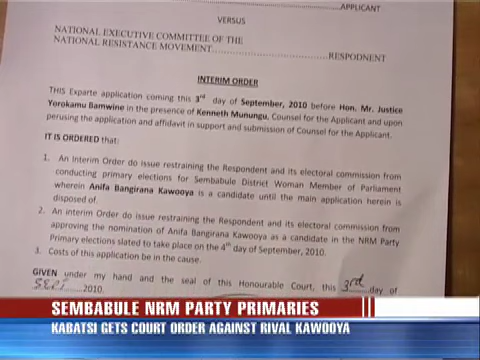 ............APPLICANT
VERSUS
NATIONAL EXECUTIVE COMMITTEE OF THE
NATIONAL RESISTANCE MOVEMENT............................RESPODNENT
INTERIM ORDER
THIS Exparte application coming this 3rd day of September, 2010 before Hon. Mr. Justice
Yorokamu Bamwine in the presence of Kenneth Munungu, Counsel for the Applicant and upon
perusing the application and affidavit in support and submission of Counsel for the Applicant.
IT IS ORDERED that:
1. An Interim Order do issue restraining the Respondent and its electoral commission from
conducting primary elections for Sembabule District Woman Member of Parliament
wherein Anifa Bangirana Kawooya is a candidate until the main application herein is
disposed of.
2. An interim Order do issue restraining the Respondent and its electoral commission from
approving the nomination of Anifa Bangirana Kawooya as a candidate in the NRM Party
Primary elections slated to take place on the 4th day of September, 2010.
3. Costs of this application be in the cause.
GIVEN under my hand and the seal of this Honourable Court, this 3rd day of
SEPT 2010.
SEMBABULE NRM PARTY PRIMARIES
KABATSI GETS COURT ORDER AGAINST RIVAL KAWOOYA